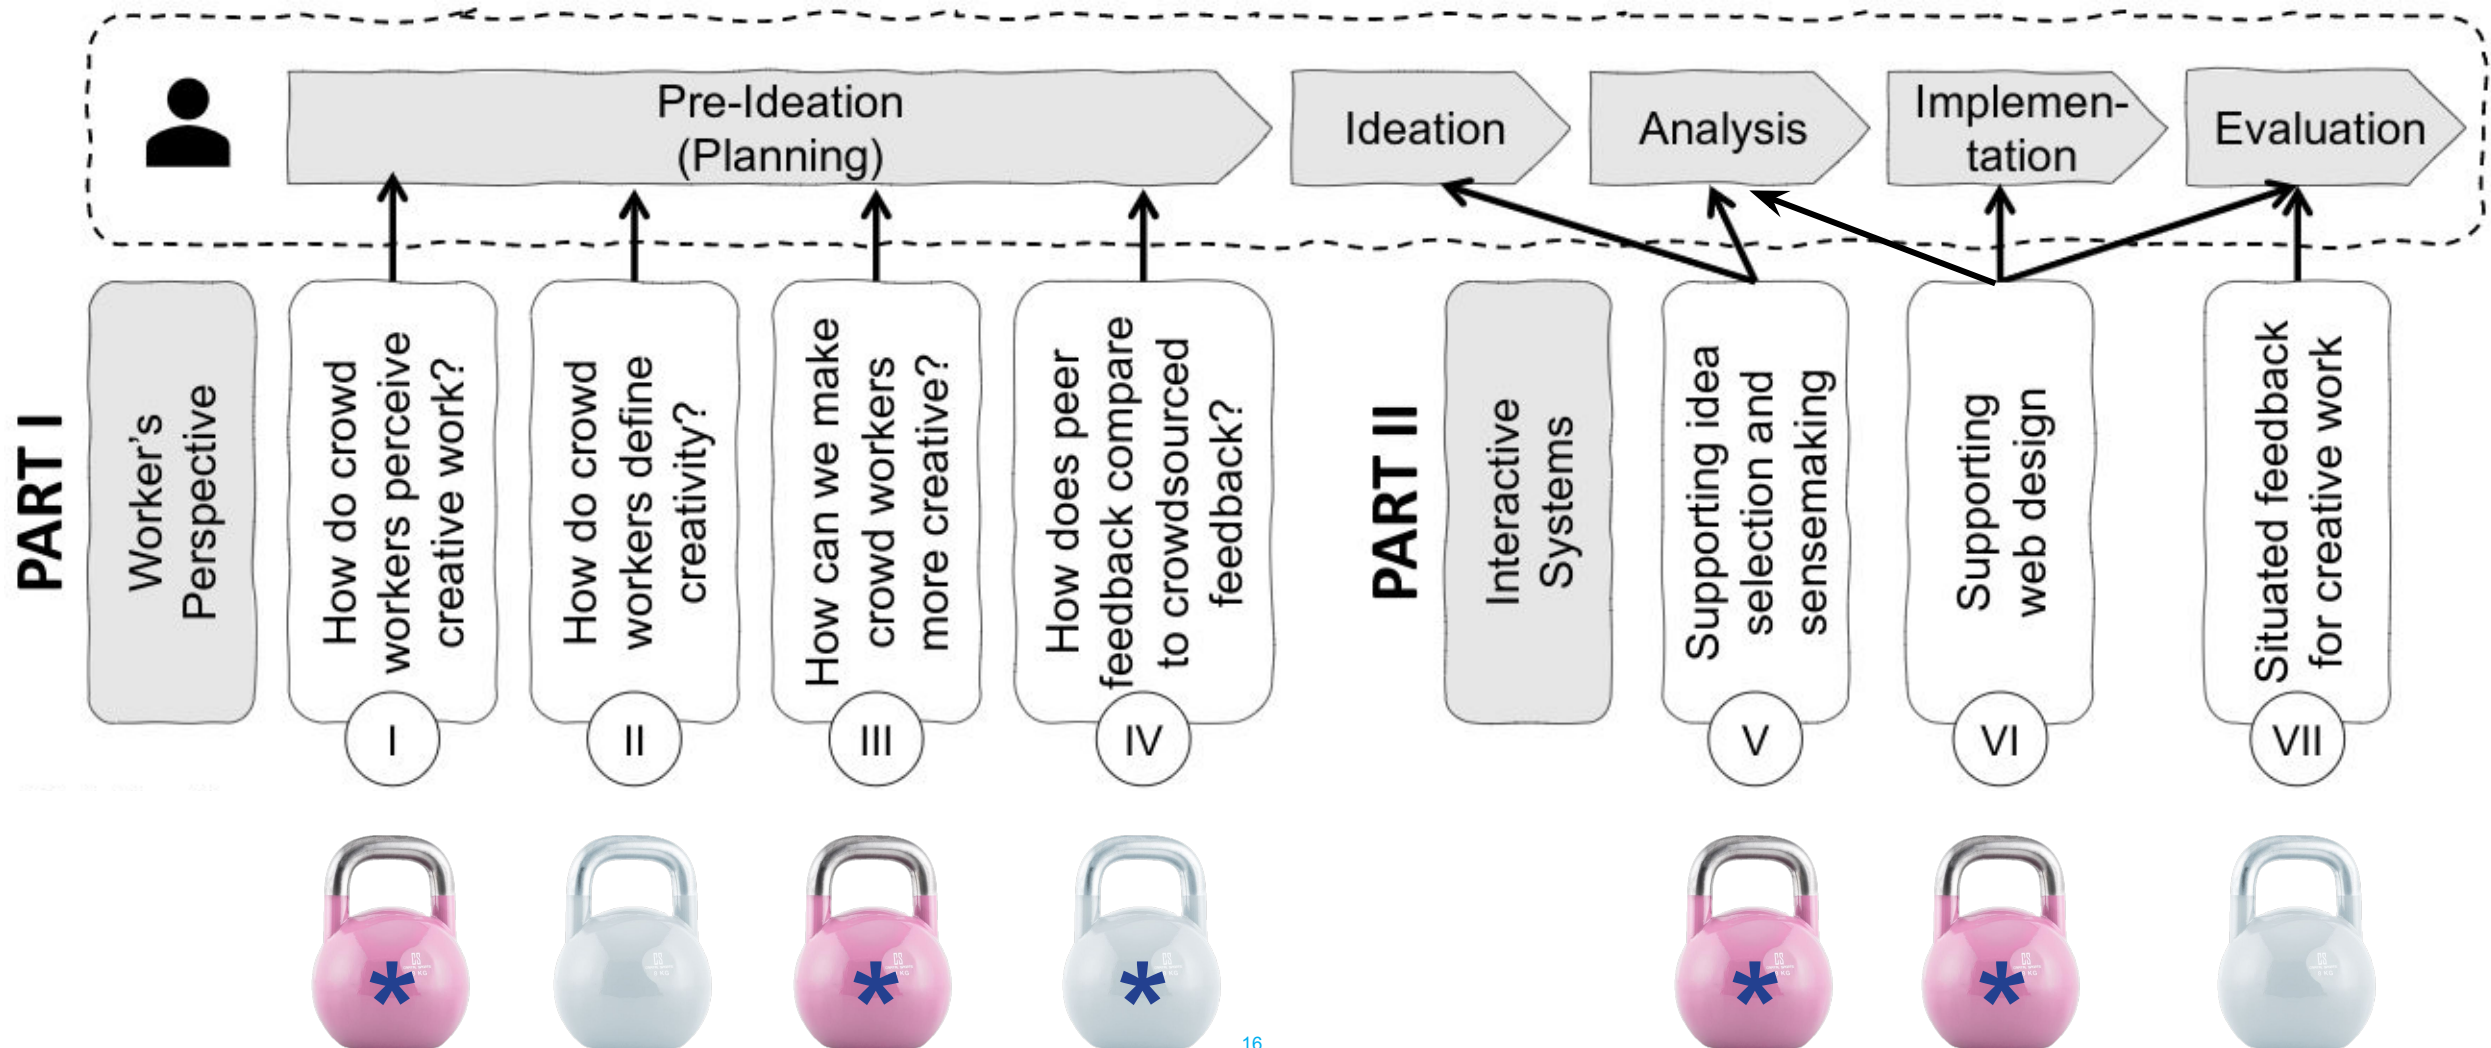 Pre-Ideation
(Planning)
Ideation
Analysis
Implemen-
tation
Evaluation
PART I
Worker's
Perspective
How do crowd
workers perceive
creative work?
I
How do crowd
workers define
creativity?
II
How can we make
crowd workers
more creative?
III
How does peer
feedback compare
to crowdsourced
feedback?
IV
PART II
Interactive
Systems
Supporting idea
selection and
sensemaking
V
Supporting
web design
VI
Situated feedback
for creative work
VII
*
*
*
*
*
16